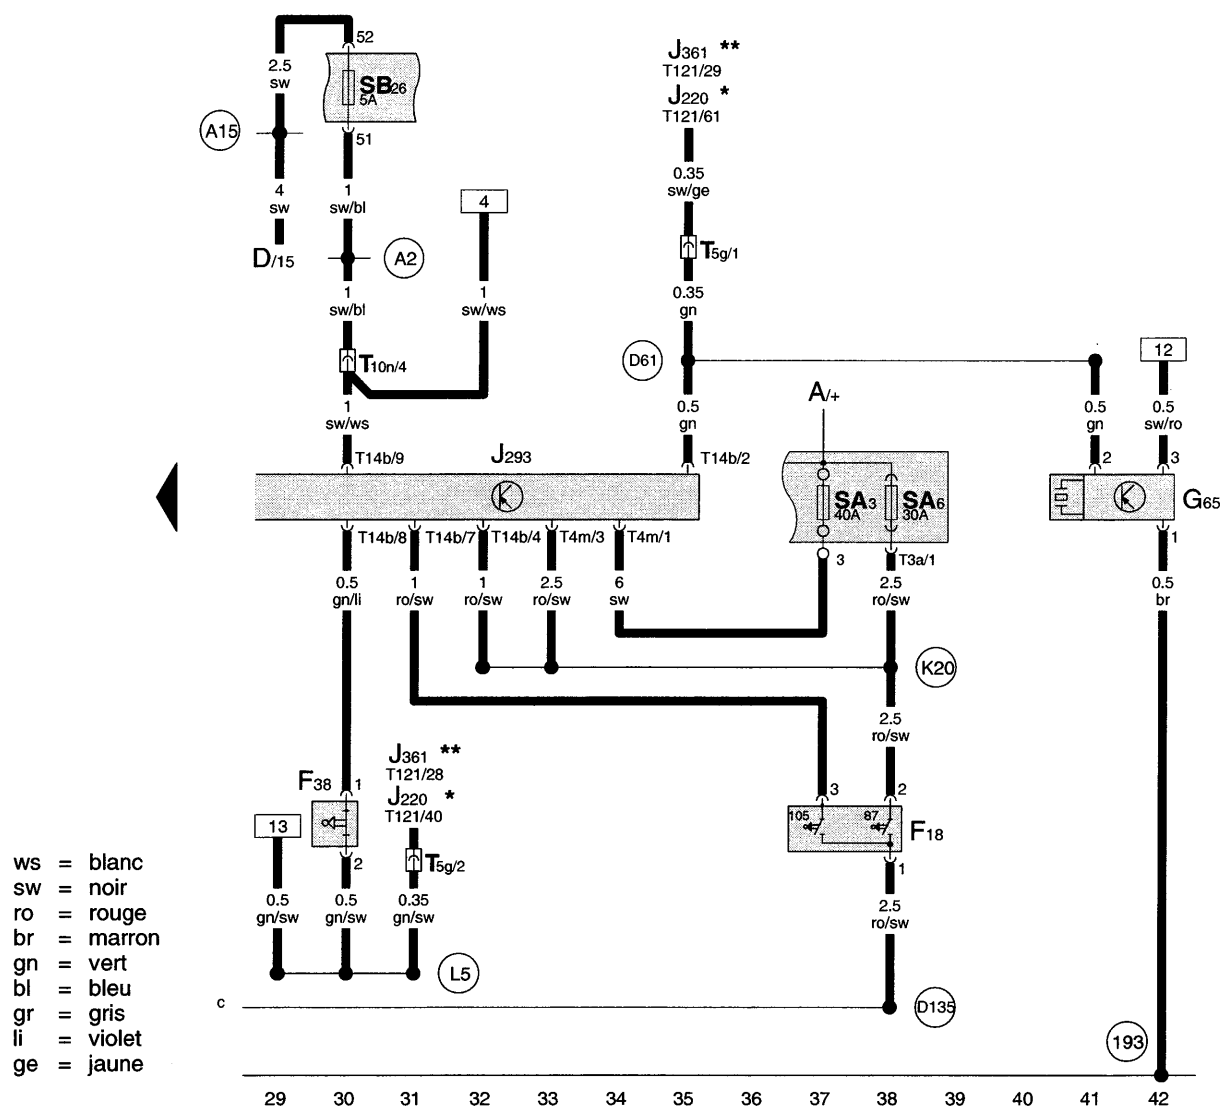 52
J361 **
T121/29
2.5
sw
SB26
5A
J220 *
T121/61
A15
51
0.35
sw/ge
4
sw
1
sw/bl
4
D/15
A2
T5g/1
1
sw/bl
1
sw/ws
0.35
gn
T10n/4
D61
12
A/+
1
sw/ws
0.5
gn
0.5
gn
0.5
sw/ro
T14b/9
J293
T14b/2
2
3
SA3
40A
SA6
30A
G65
T14b/8
T14b/7
T14b/4
T4m/3
T4m/1
3
T3a/1
1
0.5
gn/li
1
ro/sw
1
ro/sw
2.5
ro/sw
6
sw
2.5
ro/sw
0.5
br
K20
2.5
ro/sw
J361 **
T121/28
F38
1
J220 *
T121/40
3
2
13
105
87
F18
2
T5g/2
1
ws = blanc
sw = noir
ro = rouge
br = marron
gn = vert
bl = bleu
gr = gris
li = violet
ge = jaune
0.5
gn/sw
0.5
gn/sw
0.35
gn/sw
2.5
ro/sw
L5
c
D135
193
29 30 31 32 33 34 35 36 37 38 39 40 41 42